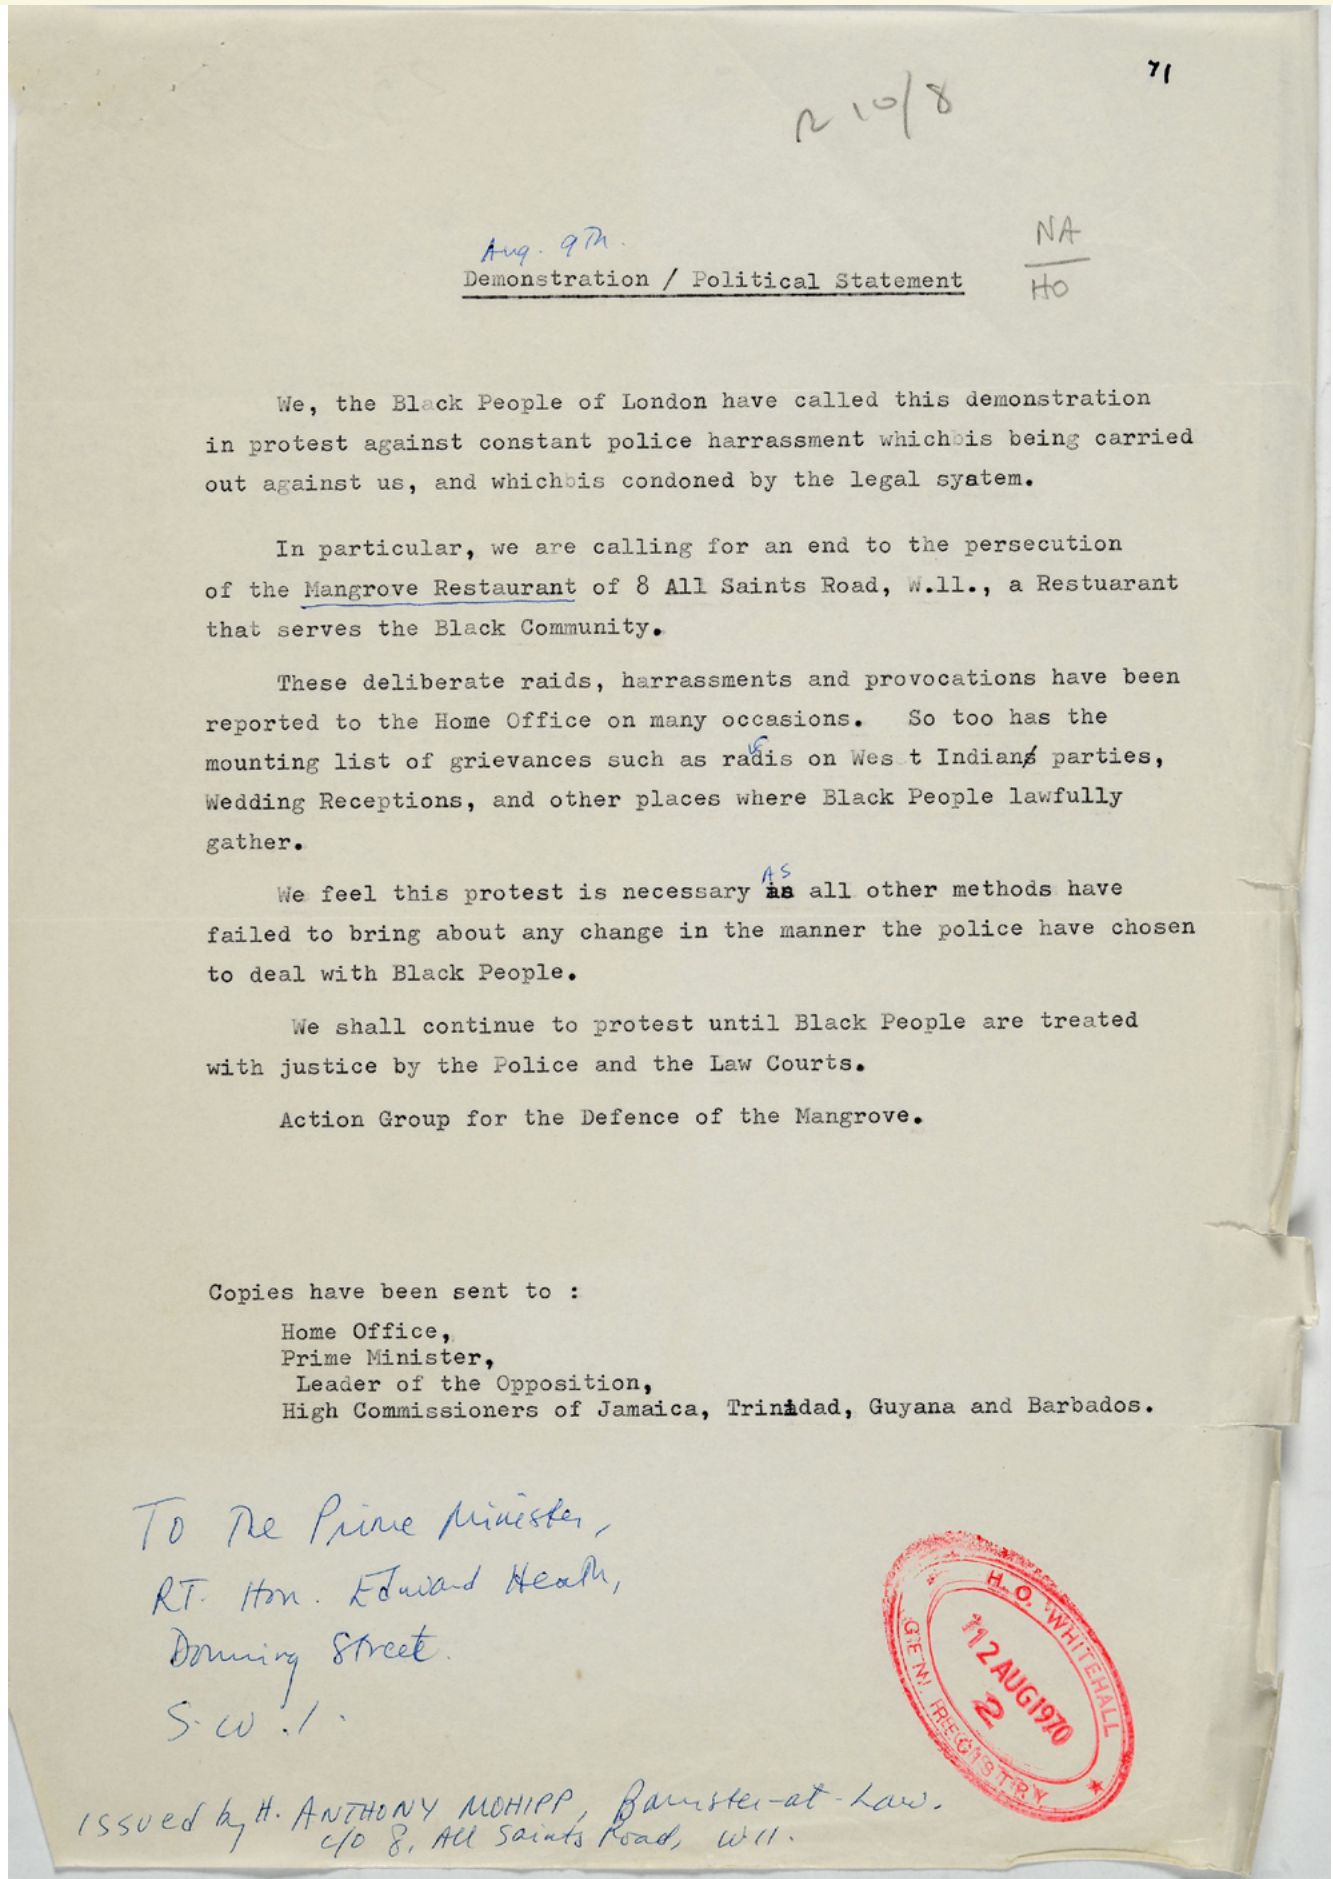 71
R 10/8
NA
HO
Aug. 9Th.
Demonstration / Political Statement
We, the Black People of London have called this demonstration
in protest against constant police harrassment which is being carried
out against us, and which is condoned by the legal syatem.
In particular, we are calling for an end to the persecution
of the Mangrove Restaurant of 8 All Saints Road, W.11., a Restuarant
that serves the Black Community.
These deliberate raids, harrassments and provocations have been
reported to the Home Office on many occasions. So too has the
mounting list of grievances such as radis on Wes t Indians parties,
Wedding Receptions, and other places where Black People lawfully
gather.
AS
We feel this protest is necessary an all other methods have
failed to bring about any change in the manner the police have chosen
to deal with Black People.
We shall continue to protest until Black People are treated
with justice by the Police and the Law Courts.
Action Group for the Defence of the Mangrove.
Copies have been sent to :
Home Office,
Prime Minister,
Leader of the Opposition,
High Commissioners of Jamaica, Trinidad, Guyana and Barbados.
To The Prime Minister,
RT. Hon. Edward Heath,
Downing Street.
S.W.1.
H.O. WHITEHALL
12 AUG 1970
2
GEN. REGISTRY
Issued by H. ANTHONY MOHIPP, Barrister-at-Law.
c/o 8, All Saints Road, W11.